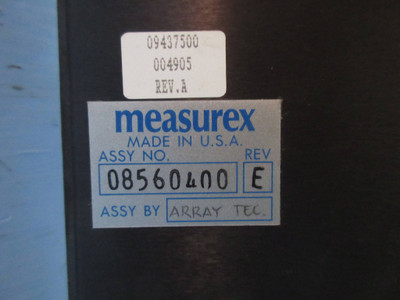 09437500
004905
REV.A
measurex
MADE IN U.S.A.
ASSY NO. REV
08560400 E
ASSY BY ARRAY TEC.